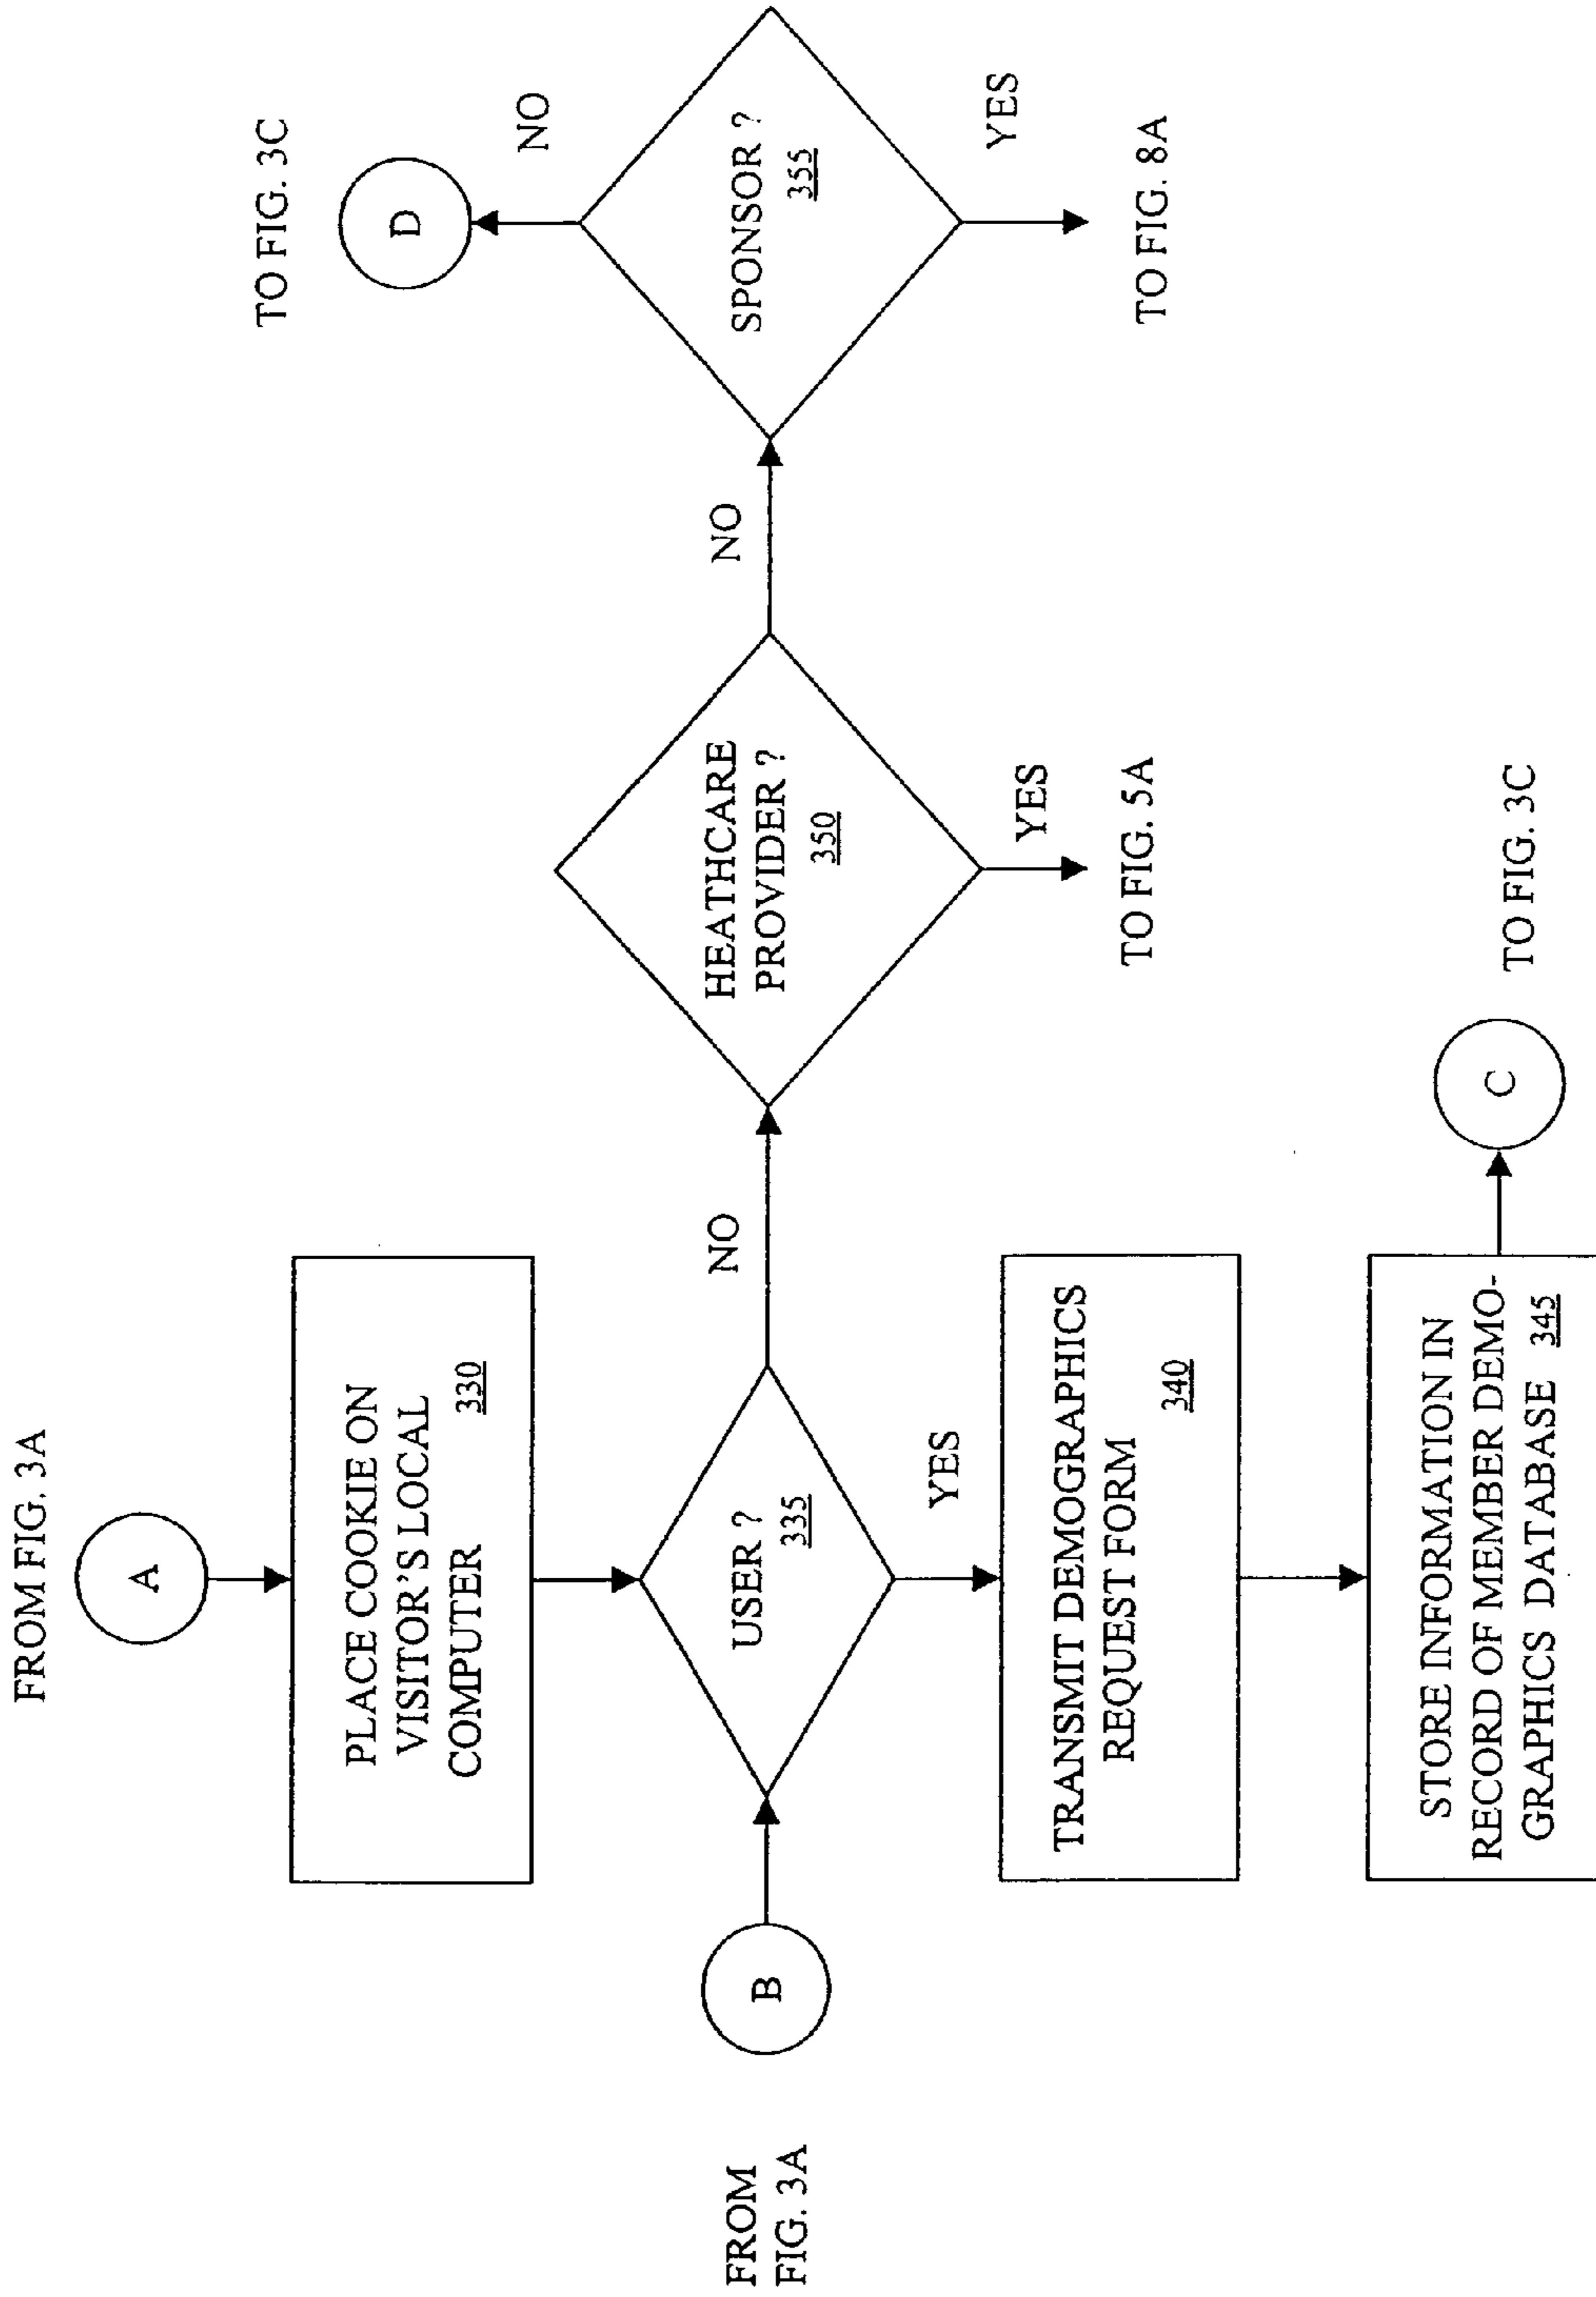 FROM FIG. 3A
A
PLACE COOKIE ON
VISITOR'S LOCAL
COMPUTER 330
FROM
FIG. 3A
B
USER ?
335
NO
YES
TRANSMIT DEMOGRAPHICS
REQUEST FORM
340
STORE INFORMATION IN
RECORD OF MEMBER DEMO-
GRAPHICS DATABASE 345
C
TO FIG. 3C
HEATHCARE
PROVIDER ?
350
NO
YES
TO FIG. 5A
SPONSOR ?
355
NO
D
TO FIG. 3C
YES
TO FIG. 8A